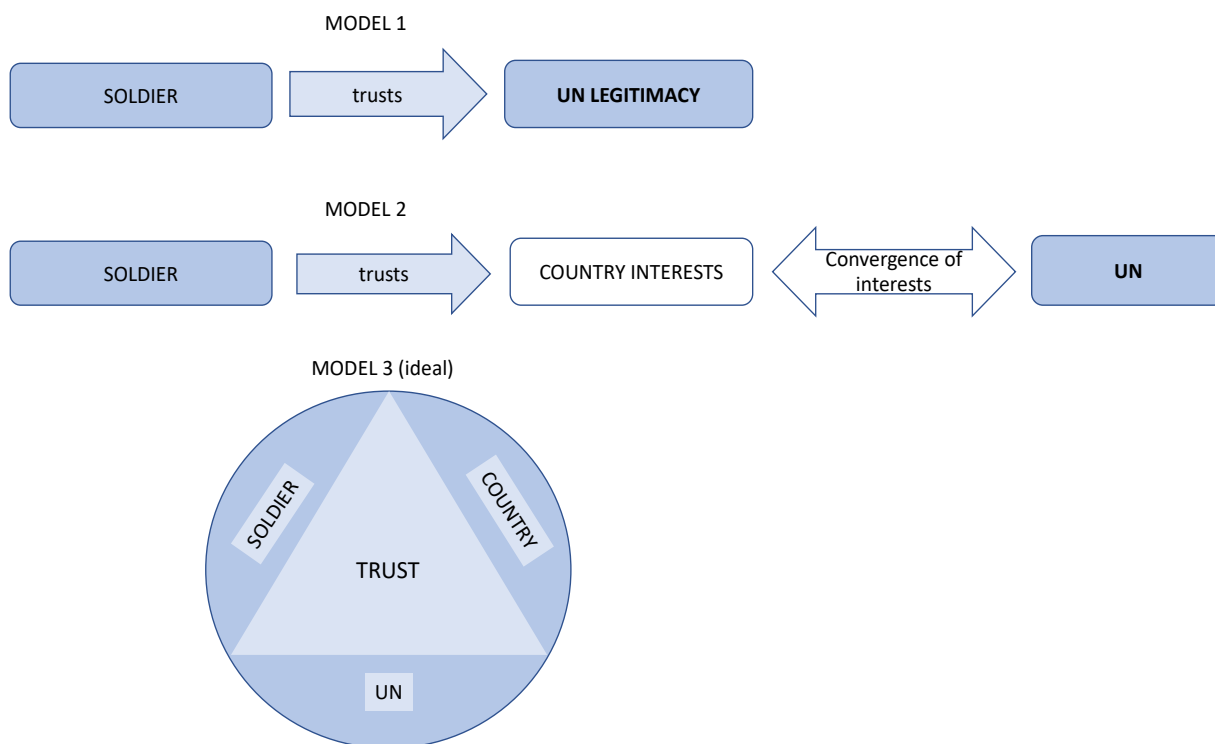 MODEL 1
SOLDIER
trusts
UN LEGITIMACY
MODEL 2
SOLDIER
trusts
COUNTRY INTERESTS
Convergence of
interests
UN
MODEL 3 (ideal)
SOLDIER
COUNTRY
TRUST
UN